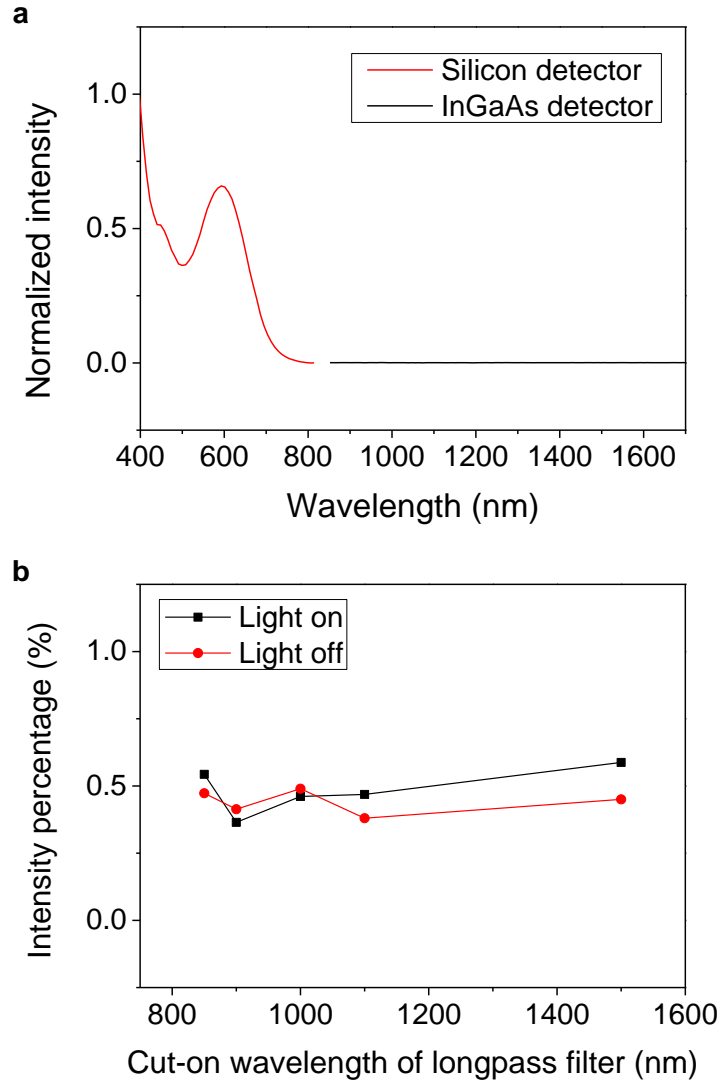 a
Silicon detector
InGaAs detector
Normalized intensity
1.0
0.5
0.0
400 600 800 1000 1200 1400 1600
Wavelength (nm)
b
Light on
Light off
Intensity percentage (%)
1.0
0.5
0.0
800 1000 1200 1400 1600
Cut-on wavelength of longpass filter (nm)